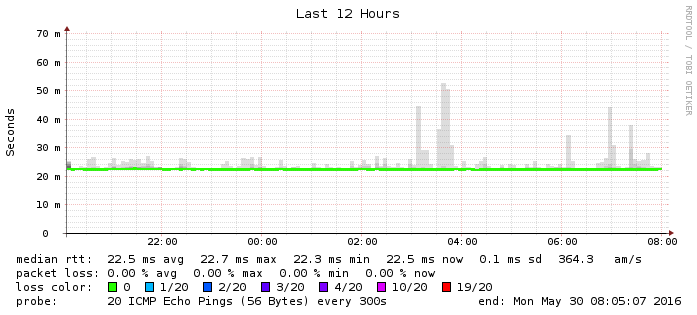 Last 12 Hours
RRDTOOL / TOBI OETIKER
Seconds
70 m
60 m
50 m
40 m
30 m
20 m
10 m
0
22:00 00:00 02:00 04:00 06:00 08:00
median rtt: 22.5 ms avg 22.7 ms max 22.3 ms min 22.5 ms now 0.1 ms sd 364.3 am/s
packet loss: 0.00 % avg 0.00 % max 0.00 % min 0.00 % now
loss color: 0 1/20 2/20 3/20 4/20 10/20 19/20
probe: 20 ICMP Echo Pings (56 Bytes) every 300s end: Mon May 30 08:05:07 2016